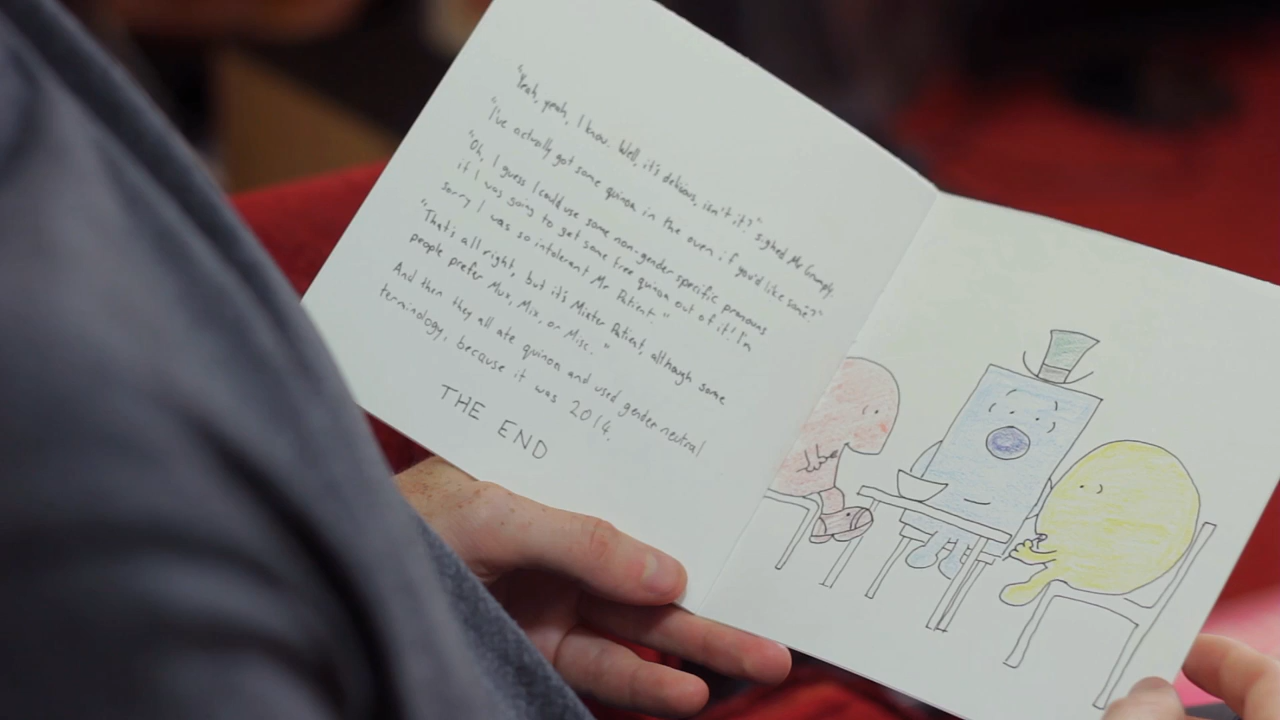 "Yeah, yeah, I know. Well, it's delicious, isn't it?" sighed Mr Grumpy.
"I've actually got some quinoa in the oven if you'd like some?"
"Oh, I guess I could use some non-gender specific pronouns
if I was going to get some free quinoa out of it! I'm
sorry I was so intolerant Mr Patient."
"That's all right, but it's Mixter Patient, although some
people prefer Mux, Mix, or Misc."
And then they all ate quinoa and used gender neutral
terminology, because it was 2014.
THE END